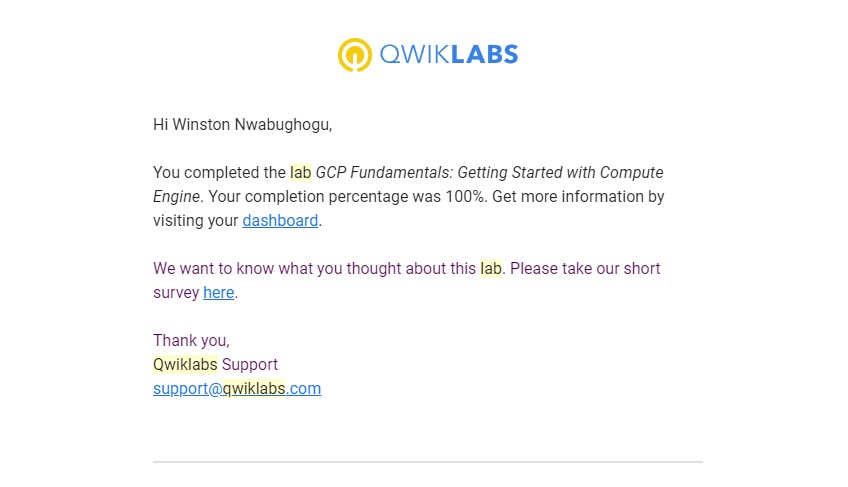 QWIKLABS
Hi Winston Nwabughogu,
You completed the lab GCP Fundamentals: Getting Started with Compute
Engine. Your completion percentage was 100%. Get more information by
visiting your dashboard.
We want to know what you thought about this lab. Please take our short
survey here.
Thank you,
Qwiklabs Support
support@qwiklabs.com